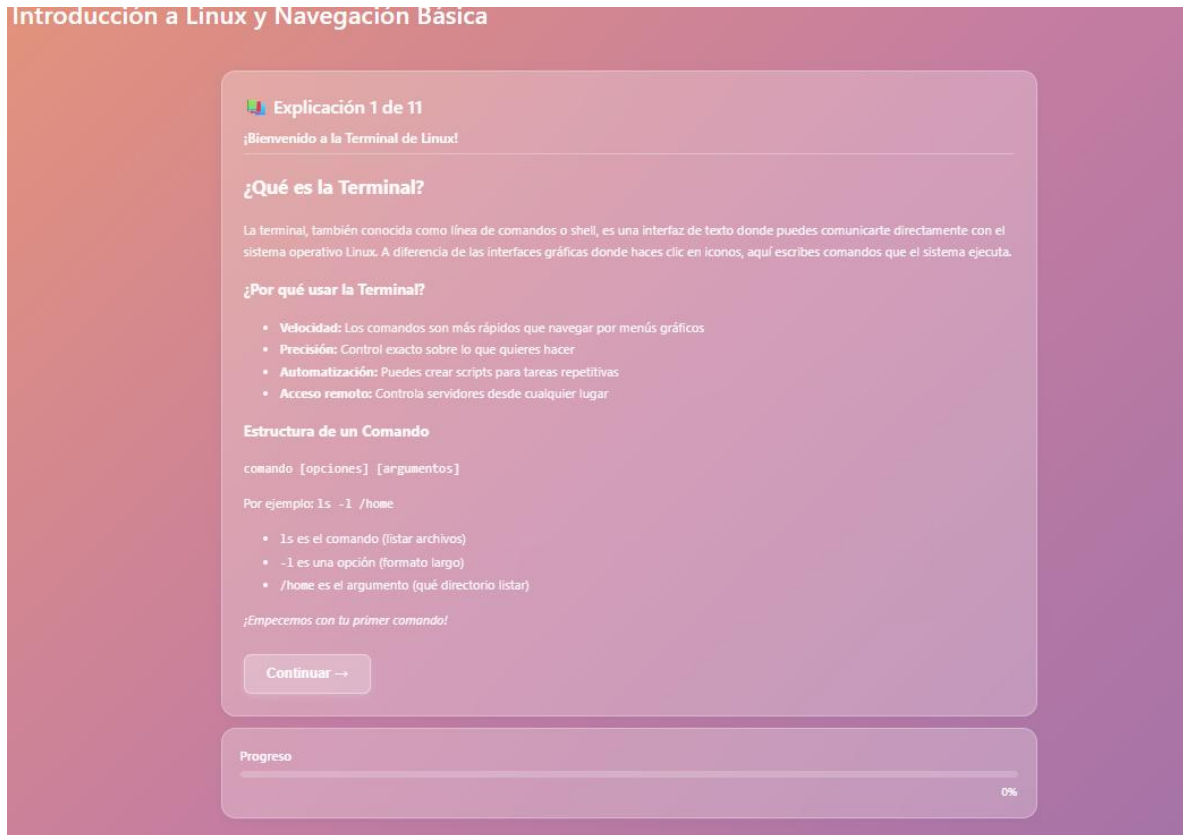 Introducción a Linux y Navegación Básica
Explicación 1 de 11
¡Bienvenido a la Terminal de Linux!
¿Qué es la Terminal?
La terminal, también conocida como línea de comandos o shell, es una interfaz de texto donde puedes comunicarte directamente con el
sistema operativo Linux. A diferencia de las interfaces gráficas donde haces clic en iconos, aquí escribes comandos que el sistema ejecuta.
¿Por qué usar la Terminal?
• Velocidad: Los comandos son más rápidos que navegar por menús gráficos
• Precisión: Control exacto sobre lo que quieres hacer
• Automatización: Puedes crear scripts para tareas repetitivas
• Acceso remoto: Controla servidores desde cualquier lugar
Estructura de un Comando
comando [opciones] [argumentos]
Por ejemplo: ls -l /home
• ls es el comando (listar archivos)
• -l es una opción (formato largo)
• /home es el argumento (qué directorio listar)
¡Empecemos con tu primer comando!
Continuar →
Progreso
0%